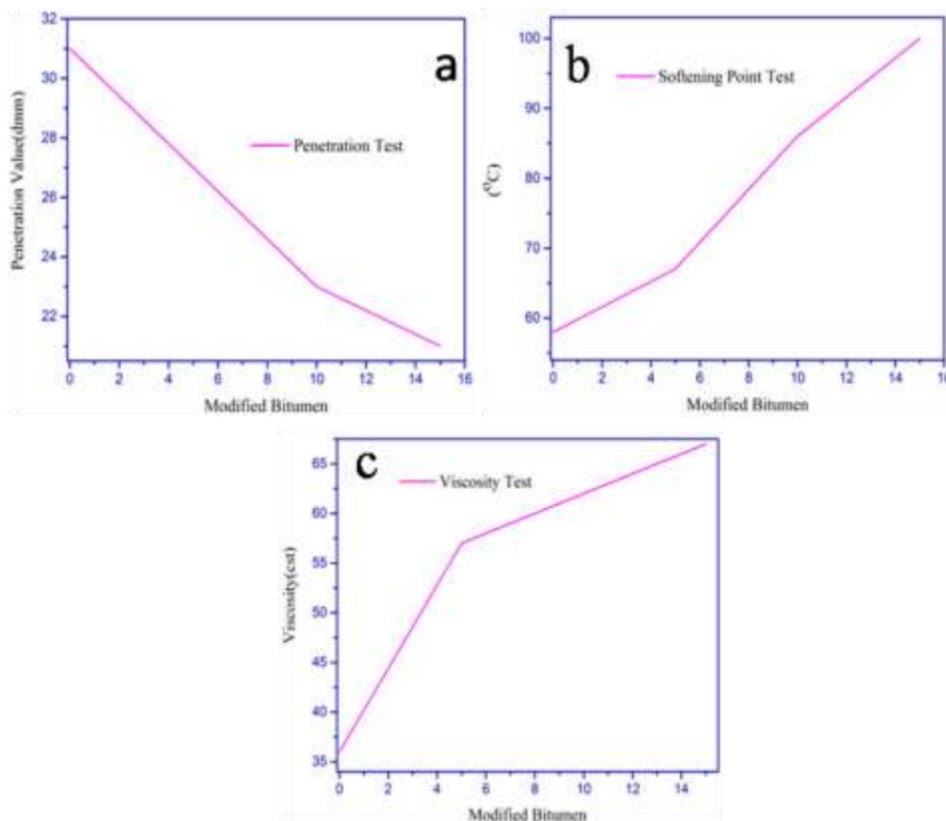 a
Penetration Value(dmm)
32
30
28
26
24
22
Penetration Test
0 2 4 6 8 10 12 14 16
Modified Bitumen
b
(⁰C)
100
90
80
70
60
Softening Point Test
0 2 4 6 8 10 12 14 16
Modified Bitumen
c
Viscosity(cst)
65
60
55
50
45
40
35
Viscosity Test
0 2 4 6 8 10 12 14
Modified Bitumen